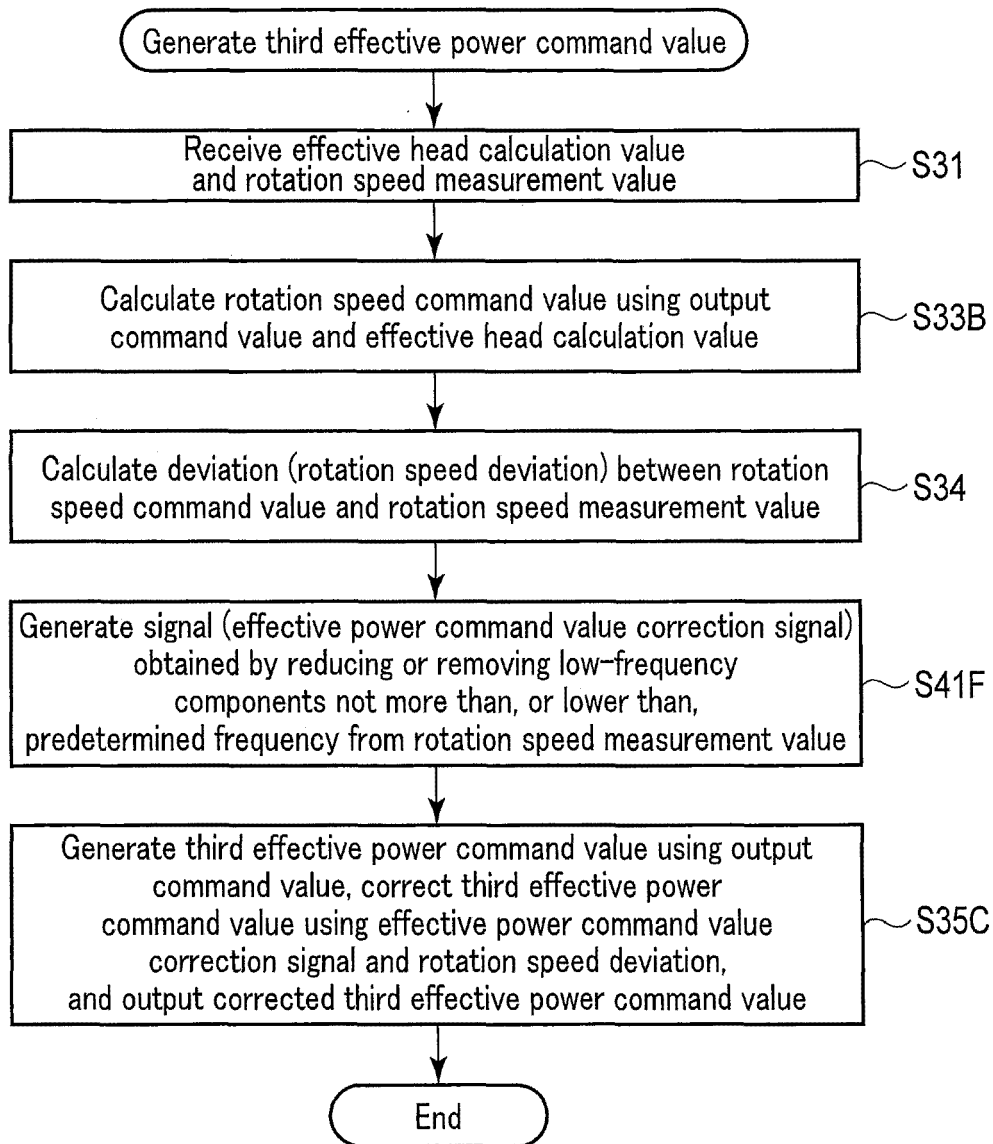 Generate third effective power command value
Receive effective head calculation value
and rotation speed measurement value
S31
Calculate rotation speed command value using output
command value and effective head calculation value
S33B
Calculate deviation (rotation speed deviation) between rotation
speed command value and rotation speed measurement value
S34
Generate signal (effective power command value correction signal)
obtained by reducing or removing low-frequency
components not more than, or lower than,
predetermined frequency from rotation speed measurement value
S41F
Generate third effective power command value using output
command value, correct third effective power
command value using effective power command value
correction signal and rotation speed deviation,
and output corrected third effective power command value
S35C
End